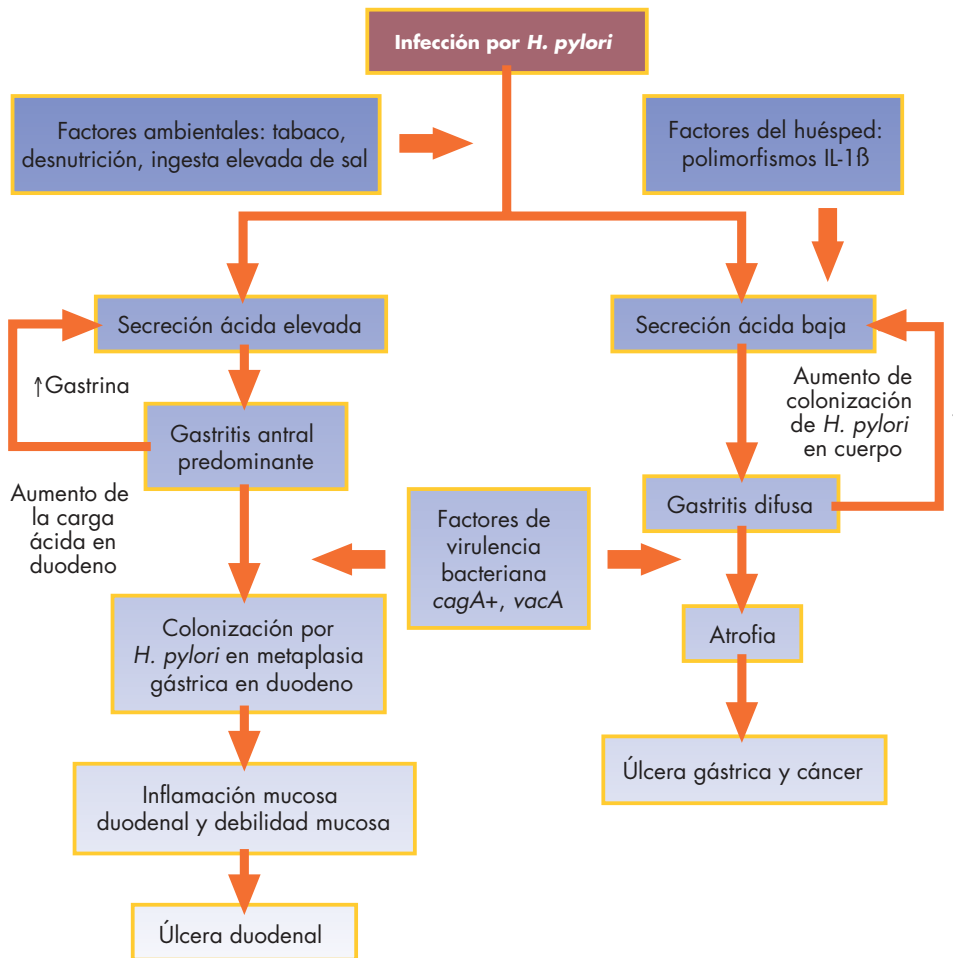 Infección por H. pylori
Factores ambientales: tabaco,
desnutrición, ingesta elevada de sal
Factores del huésped:
polimorfismos IL-1ß
Secreción ácida elevada
Secreción ácida baja
↑Gastrina
Gastritis antral
predominante
Aumento de
colonización
de H. pylori
en cuerpo
Aumento de
la carga
ácida en
duodeno
Factores de
virulencia
bacteriana
cagA+, vacA
Gastritis difusa
Colonización por
H. pylori en metaplasia
gástrica en duodeno
Atrofia
Inflamación mucosa
duodenal y debilidad mucosa
Úlcera gástrica y cáncer
Úlcera duodenal